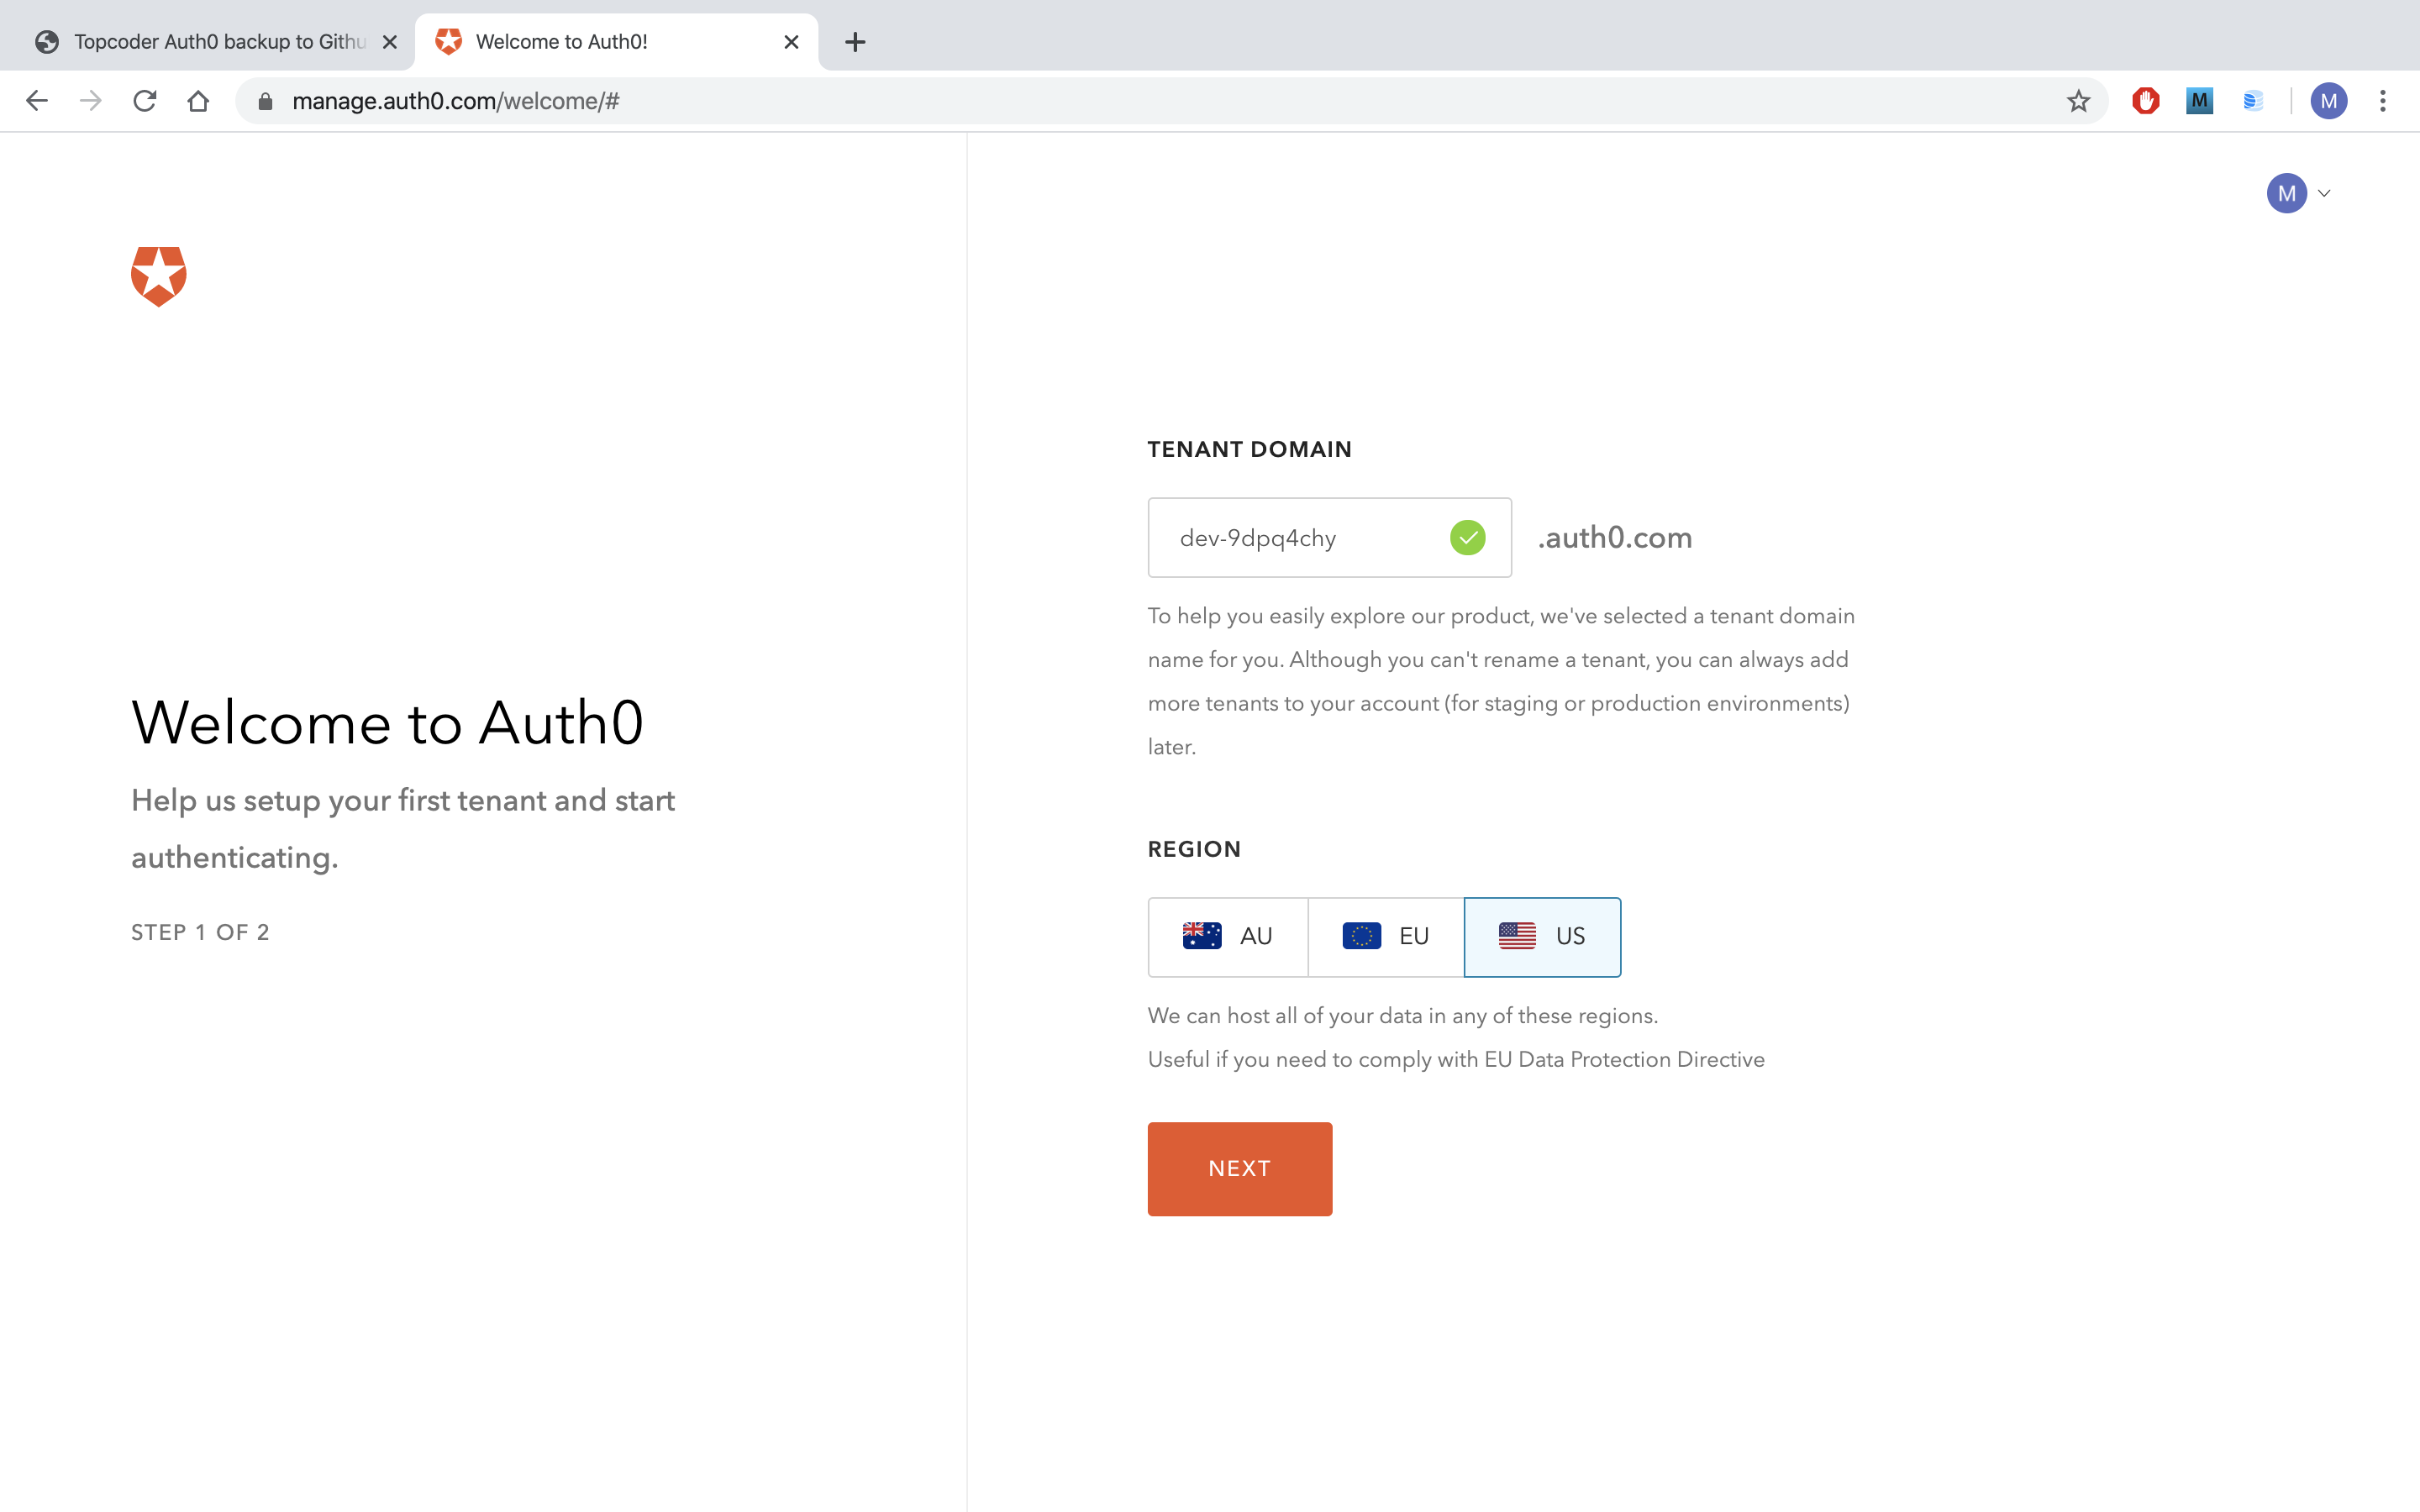 Topcoder Auth0 backup to Githu
Welcome to Auth0!
manage.auth0.com/welcome/#
M
M
M
Welcome to Auth0
Help us setup your first tenant and start
authenticating.
STEP 1 OF 2
TENANT DOMAIN
dev-9dpq4chy .auth0.com
To help you easily explore our product, we've selected a tenant domain
name for you. Although you can't rename a tenant, you can always add
more tenants to your account (for staging or production environments)
later.
REGION
AU EU US
We can host all of your data in any of these regions.
Useful if you need to comply with EU Data Protection Directive
NEXT